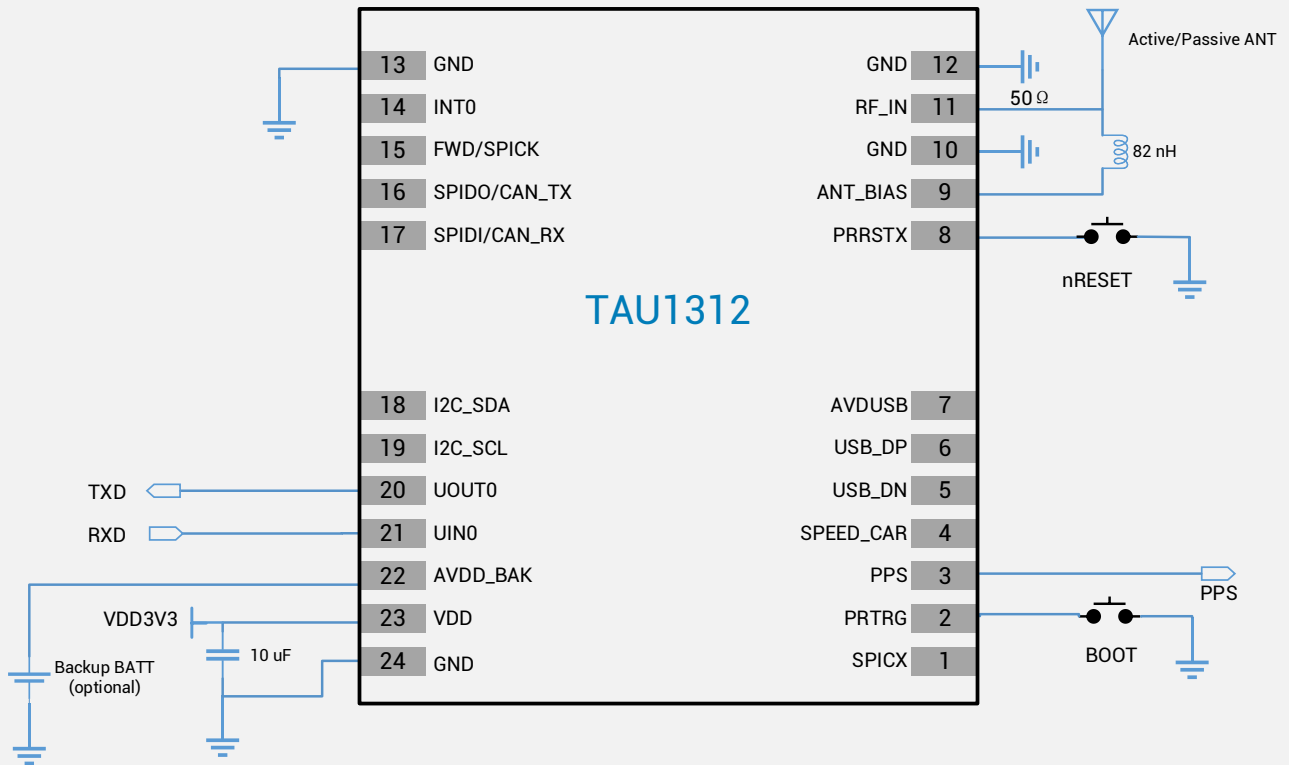 Active/Passive ANT
13 GND
GND 12
50 Ω
14 INT0
RF_IN 11
15 FWD/SPICK
GND 10
82 nH
16 SPIDO/CAN_TX
ANT_BIAS 9
17 SPIDI/CAN_RX
PRRSTX 8
nRESET
TAU1312
18 I2C_SDA
AVDUSB 7
19 I2C_SCL
USB_DP 6
TXD
20 UOUT0
USB_DN 5
RXD
21 UIN0
SPEED_CAR 4
22 AVDD_BAK
PPS 3
PPS
VDD3V3
23 VDD
PRTRG 2
BOOT
10 uF
24 GND
SPICX 1
Backup BATT
(optional)